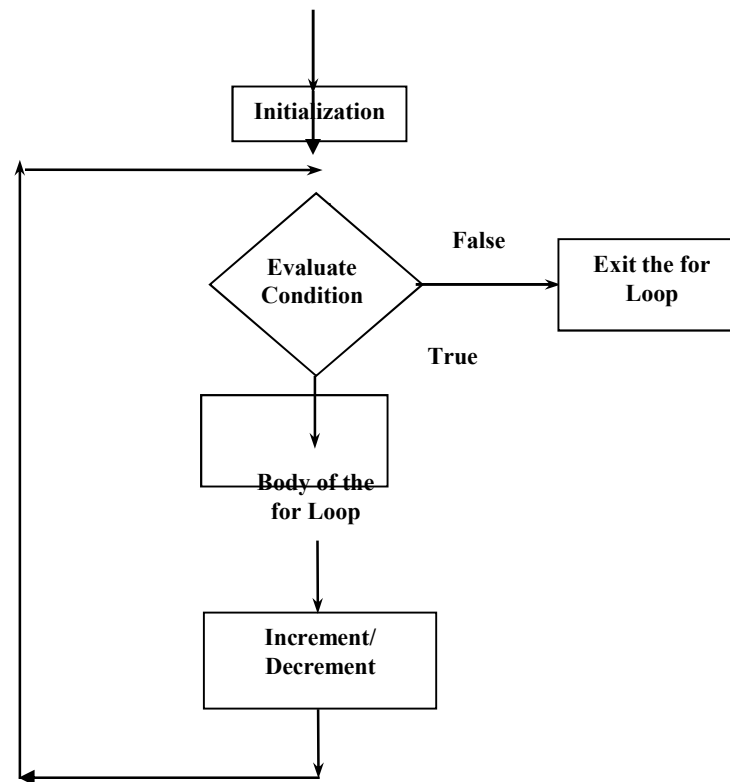 Initialization
False
Evaluate
Condition
Exit the for
Loop
True
Body of the
for Loop
Increment/
Decrement